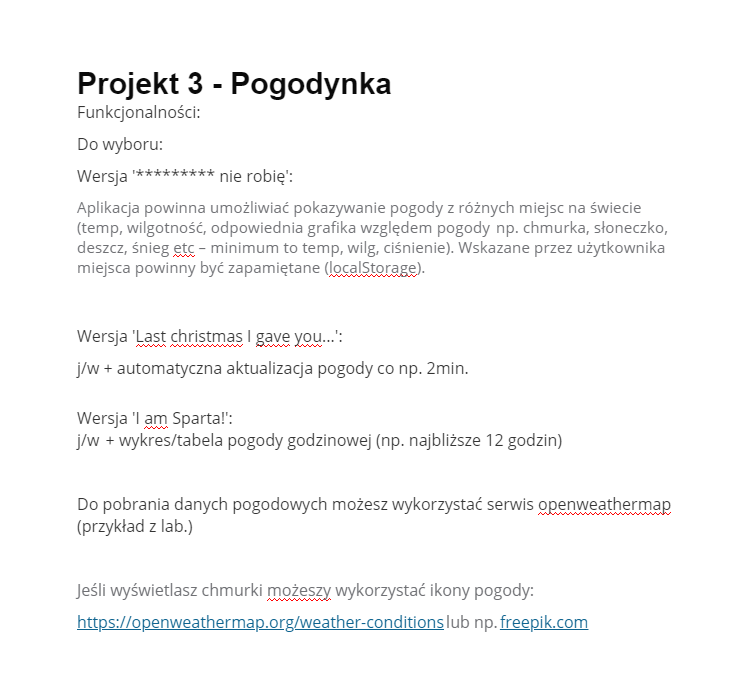 Projekt 3 - Pogodynka
Funkcjonalności:
Do wyboru:
Wersja '********* nie robię':
Aplikacja powinna umożliwiać pokazywanie pogody z różnych miejsc na świecie
(temp, wilgotność, odpowiednia grafika względem pogody np. chmurka, słoneczko,
deszcz, śnieg etc – minimum to temp, wilg, ciśnienie). Wskazane przez użytkownika
miejsca powinny być zapamiętane (localStorage).
Wersja 'Last christmas I gave you...':
j/w + automatyczna aktualizacja pogody co np. 2min.
Wersja 'I am Sparta!':
j/w + wykres/tabela pogody godzinowej (np. najbliższe 12 godzin)
Do pobrania danych pogodowych możesz wykorzystać serwis openweathermap
(przykład z lab.)
Jeśli wyświetlasz chmurki możeszy wykorzystać ikony pogody:
https://openweathermap.org/weather-conditions lub np. freepik.com